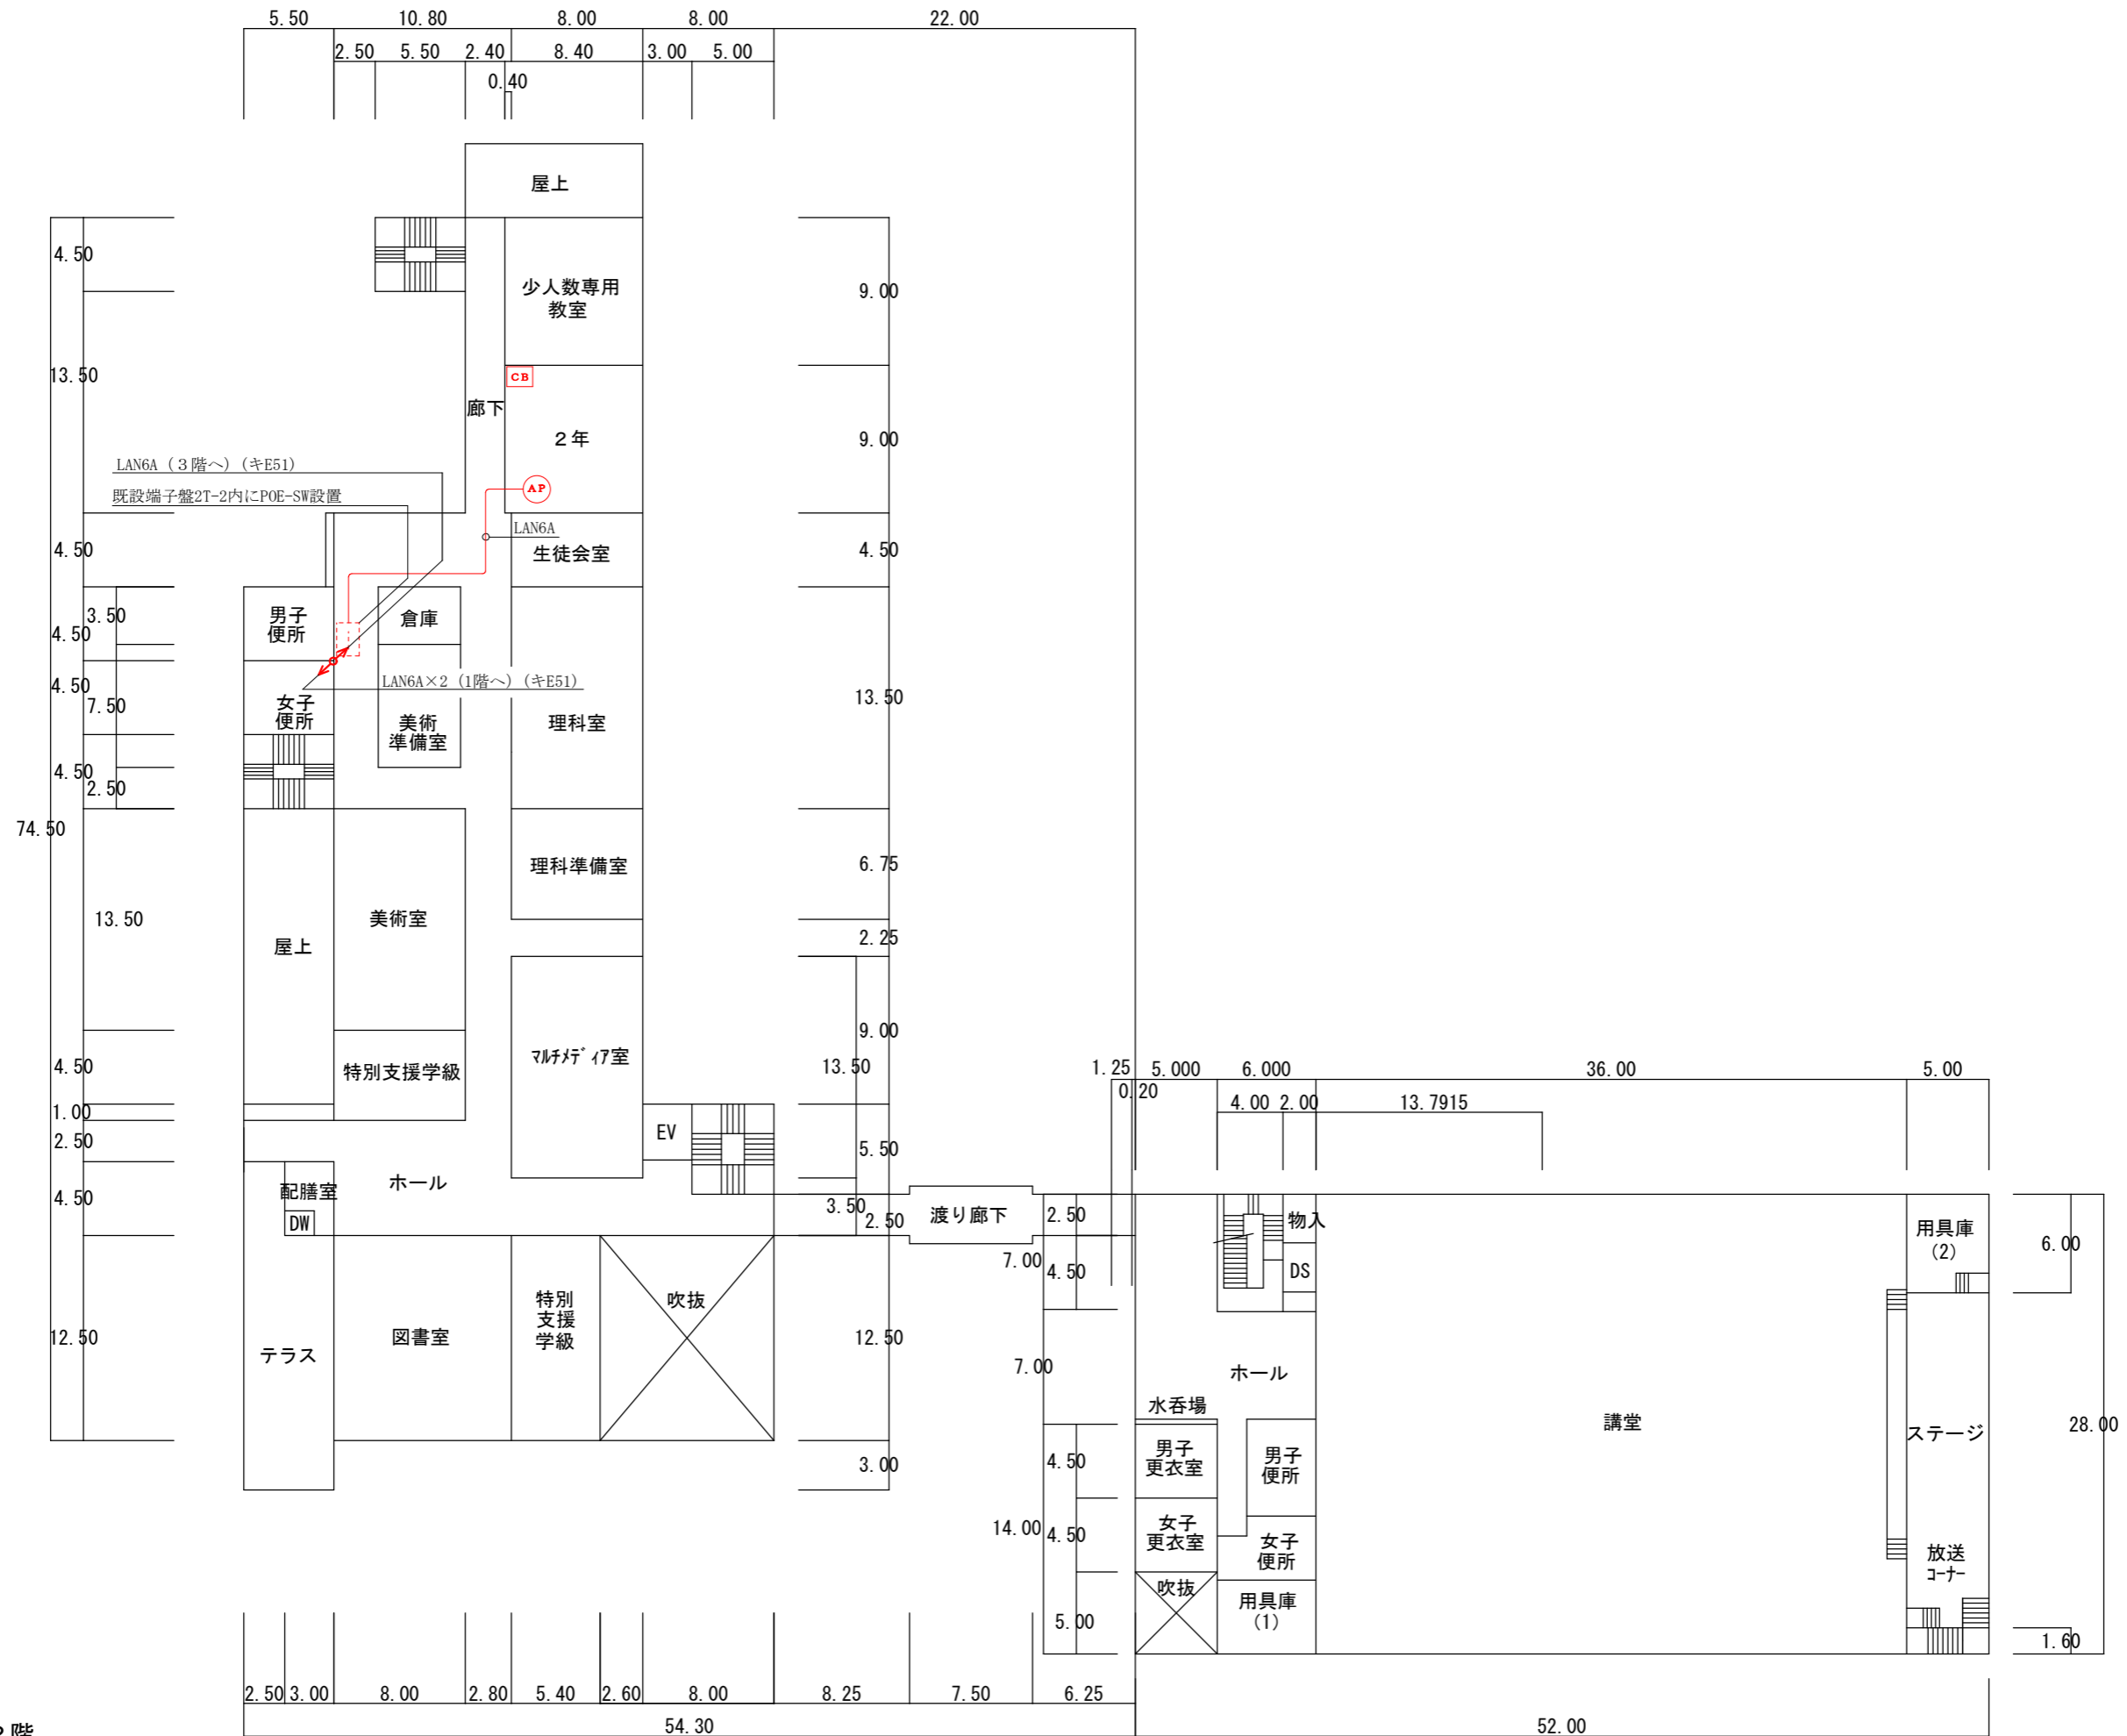 5.50 10.80 8.00 8.00 22.00
2.50 5.50 2.40 8.40 3.00 5.00
0.40
屋上
4.50
少人数専用
教室
9.00
13.50
CB
廊下
2年
9.00
LAN6A（3階へ）(キE51)
既設端子盤2T-2内にPOE-SW設置
AP
LAN6A
4.50
生徒会室
4.50
3.50
4.50
男子
便所
倉庫
4.50
7.50
LAN6A×2（1階へ）(キE51)
女子
便所
美術
準備室
理科室
13.50
4.50
2.50
74.50
理科準備室
6.75
13.50
美術室
屋上
2.25
9.00
ﾏﾙﾁﾒﾃﾞｨｱ室
4.50
特別支援学級
13.50
1.25 5.000 6.000 36.00 5.00
0.20
4.00 2.00 13.7915
1.00
2.50
EV
5.50
4.50
配膳室
ホール
DW
3.50
2.50
渡り廊下
2.50
物入
用具庫
(2)
6.00
7.00
4.50
DS
特別
支援
学級
吹抜
12.50
図書室
テラス
12.50
7.00
ホール
水呑場
講堂
ステージ
28.00
3.00
4.50
男子
更衣室
男子
便所
14.00
4.50
女子
更衣室
女子
便所
放送
ｺｰﾅｰ
吹抜
用具庫
(1)
5.00
1.60
2.50 3.00 8.00 2.80 5.40 2.60 8.00 8.25 7.50 6.25
54.30 52.00